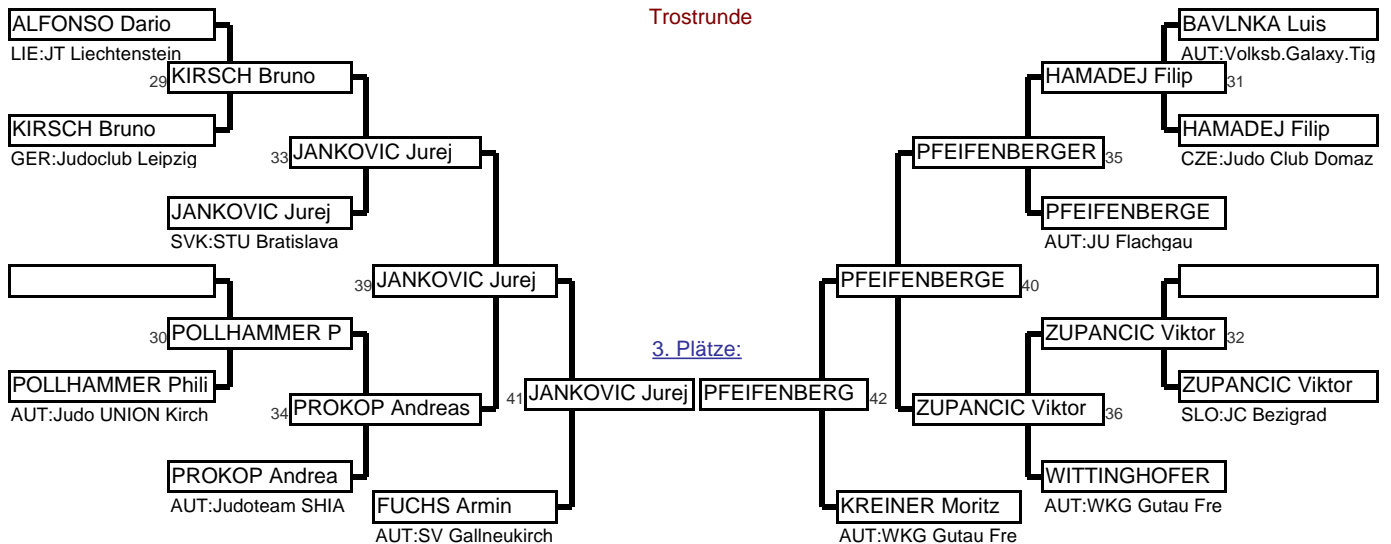 Trostrunde
ALFONSO Dario
LIE:JT Liechtenstein
29
KIRSCH Bruno
KIRSCH Bruno
GER:Judoclub Leipzig
33
JANKOVIC Jurej
JANKOVIC Jurej
SVK:STU Bratislava
39
JANKOVIC Jurej
30
POLLHAMMER P
POLLHAMMER Phili
AUT:Judo UNION Kirch
34
PROKOP Andreas
PROKOP Andrea
AUT:Judoteam SHIA
41
JANKOVIC Jurej
FUCHS Armin
AUT:SV Gallneukirch
3. Plätze:
BAVLNKA Luis
AUT:Volksb.Galaxy.Tig
HAMADEJ Filip
31
HAMADEJ Filip
CZE:Judo Club Domaz
PFEIFENBERGER
35
PFEIFENBERGE
AUT:JU Flachgau
PFEIFENBERGE
40
ZUPANCIC Viktor
32
ZUPANCIC Viktor
SLO:JC Bezigrad
PFEIFENBERG
42
ZUPANCIC Viktor
36
WITTINGHOFER
AUT:WKG Gutau Fre
KREINER Moritz
AUT:WKG Gutau Fre